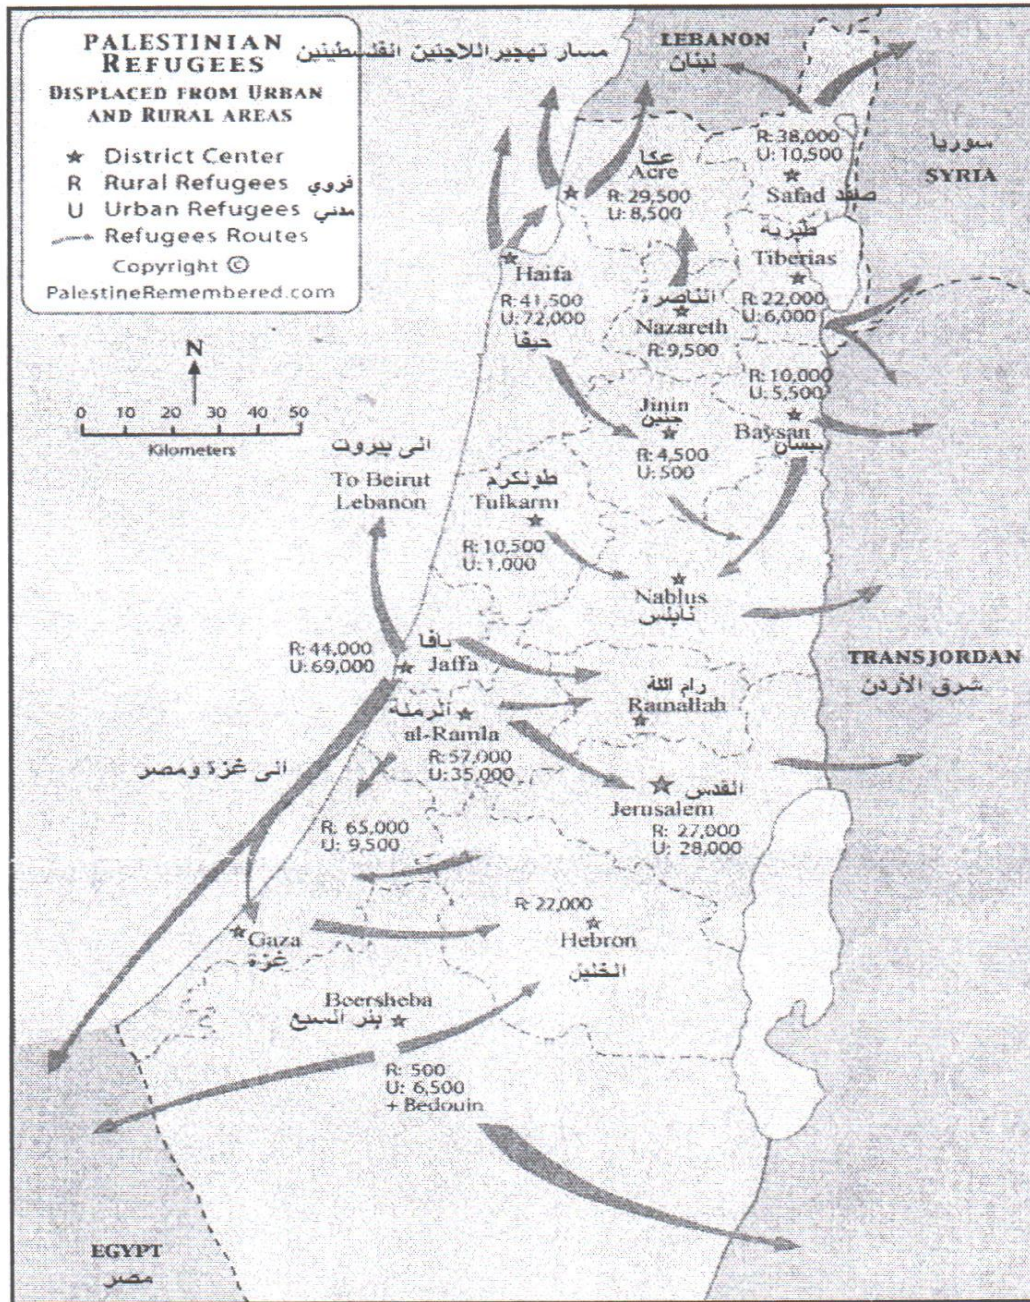 PALESTINIAN
REFUGEES
DISPLACED FROM URBAN
AND RURAL AREAS
★ District Center
R Rural Refugees قروي
U Urban Refugees مدني
Refugees Routes
Copyright ©
PalestineRemembered.com
مسار تهجير اللاجئين الفلسطينيين
LEBANON
لبنان
سوريا
SYRIA
R: 38,000
U: 10,500
Safad صفد
عكا
Acre
R: 29,500
U: 8,500
طبريه
Tiberias
R: 22,000
U: 6,000
Haifa
R: 41,500
U: 72,000
حيفا
الناصرة
Nazareth
R: 9,500
N
0 10 20 30 40 50
Kilometers
R: 10,000
U: 5,500
Baysan
بيسان
Jinin
جنين
R: 4,500
U: 500
الى بيروت
To Beirut
Lebanon
طولكرم
Tulkarm
R: 10,500
U: 1,000
Nablus
نابلس
R: 44,000
U: 69,000
يافا
Jaffa
TRANSJORDAN
شرق الأردن
رام الله
Ramallah
الرملة
al-Ramla
R: 57,000
U: 35,000
الى غزة ومصر
القدس
Jerusalem
R: 27,000
U: 28,000
R: 65,000
U: 9,500
R: 22,000
Hebron
الخليل
Gaza
غزة
Beersheba
بئر السبع
R: 500
U: 6,500
+ Bedouin
EGYPT
مصر